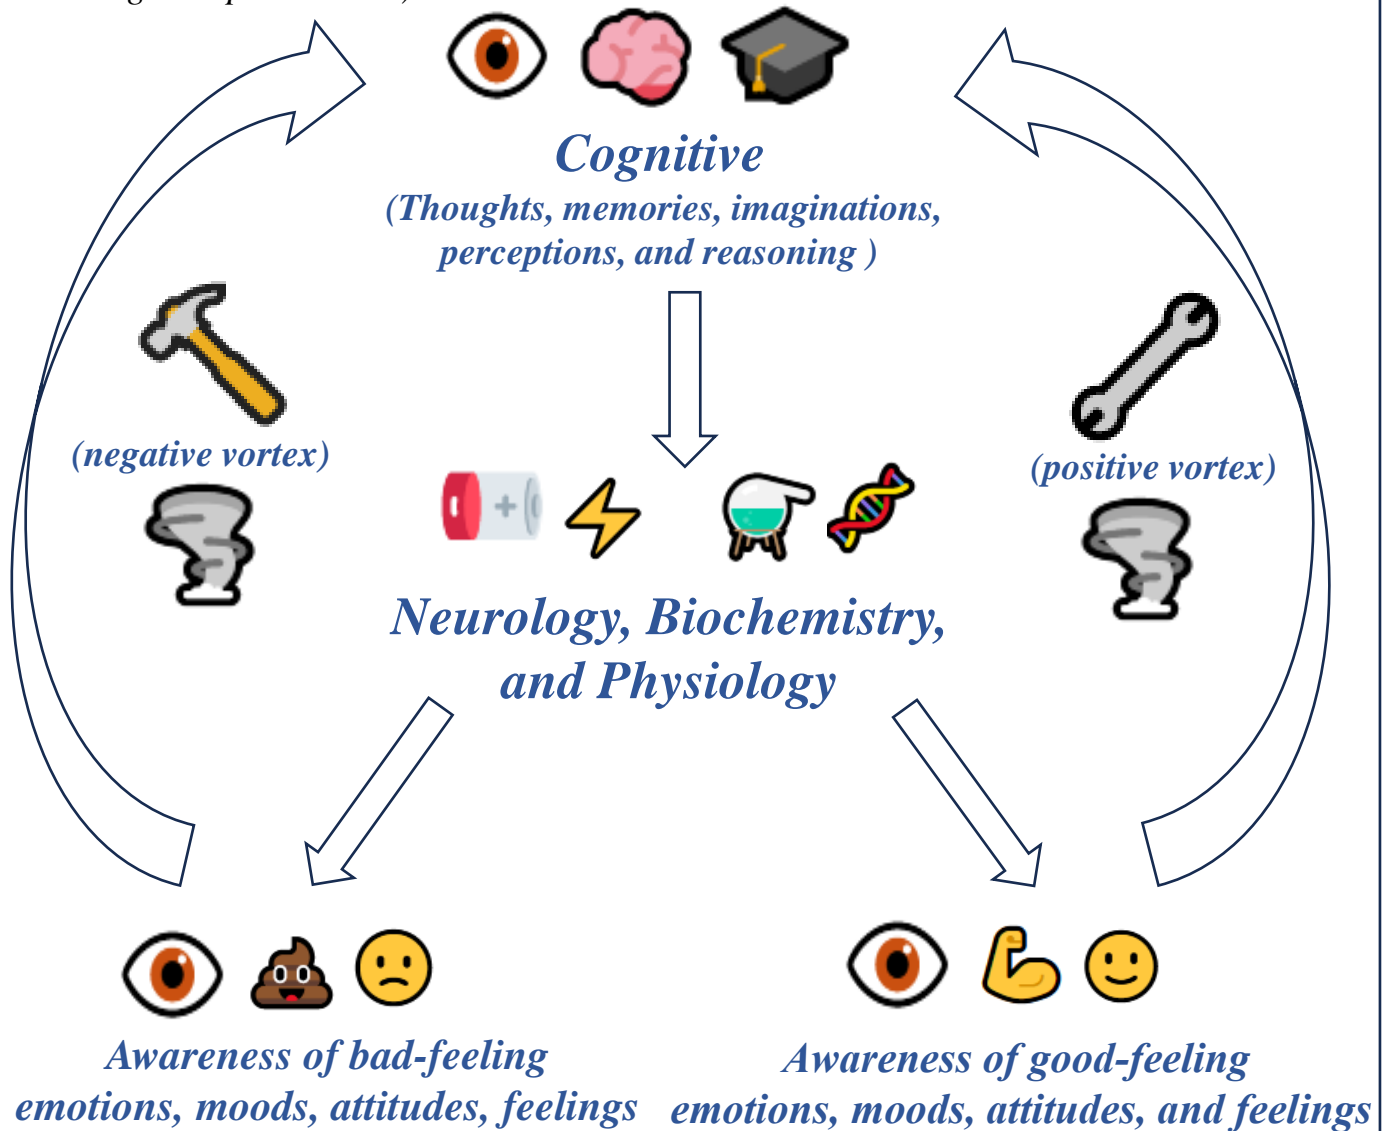 Cognitive
(Thoughts, memories, imaginations,
perceptions, and reasoning )
(negative vortex)
(positive vortex)
Neurology, Biochemistry,
and Physiology
Awareness of bad-feeling
emotions, moods, attitudes, feelings
Awareness of good-feeling
emotions, moods, attitudes, and feelings